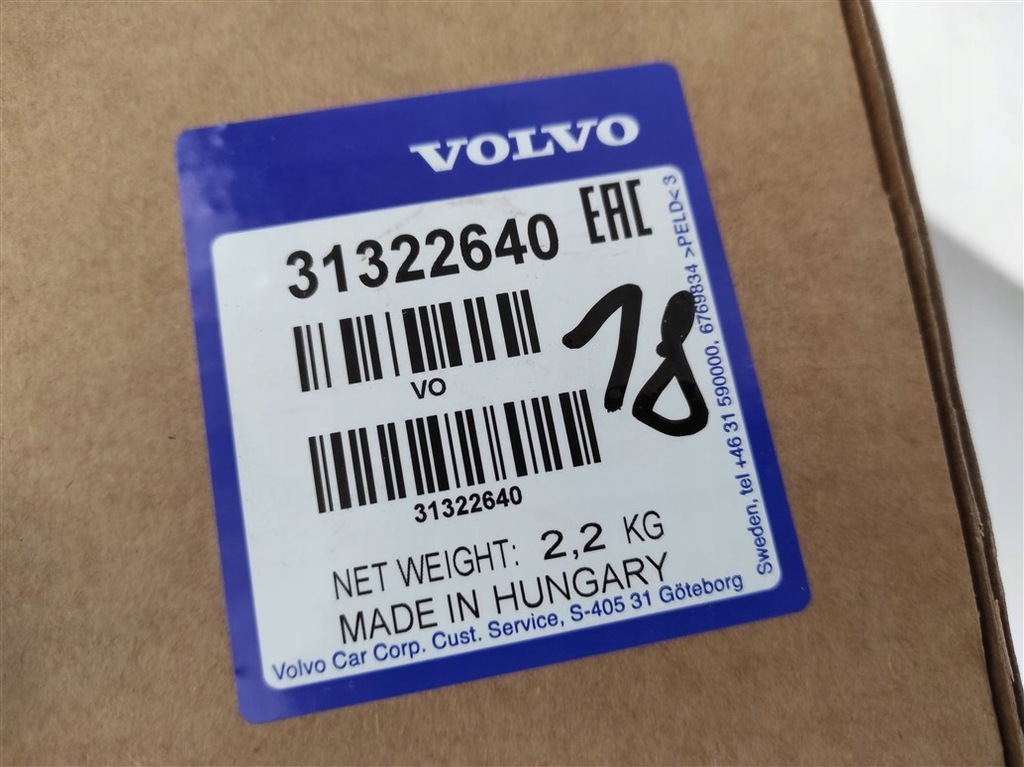 VOLVO
31322640 EAC
18
VO
31322640
NET WEIGHT: 2,2 KG
MADE IN HUNGARY
Volvo Car Corp. Cust. Service, S-405 31 Göteborg
Sweden, tel +46 31 590000, 6769834 >PELD< 3